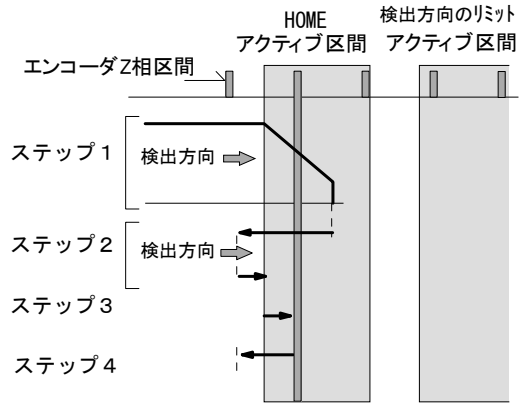 HOME
アクティブ区間
検出方向のリミット
アクティブ区間
エンコーダZ相区間
ステップ1
検出方向
ステップ2
検出方向
ステップ3
ステップ4